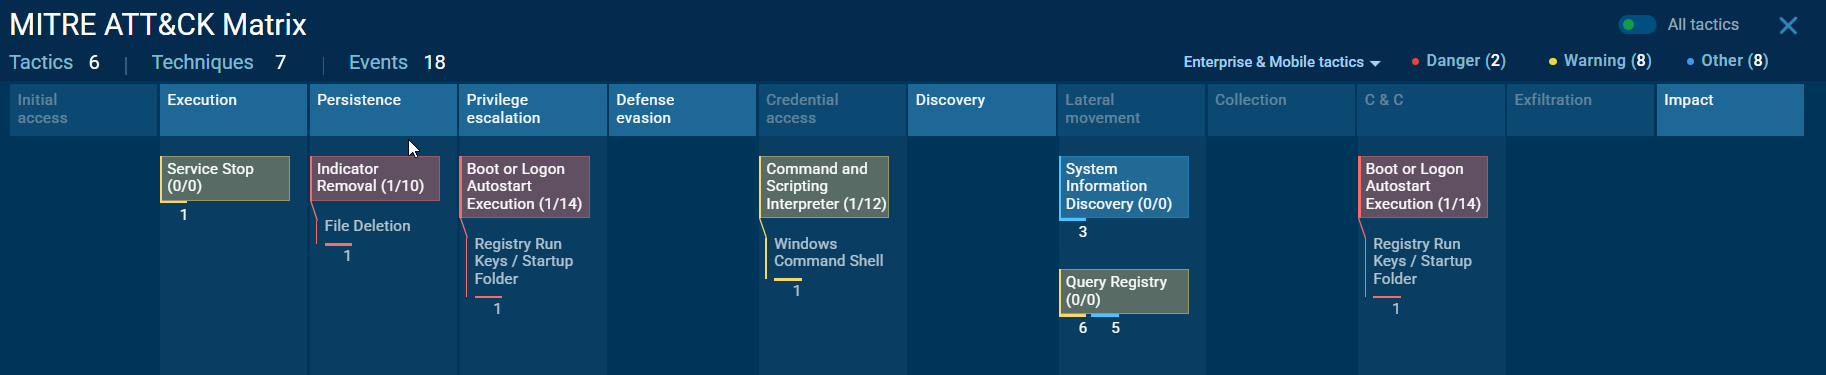 MITRE ATT&CK Matrix
All tactics
Tactics 6 | Techniques 7 | Events 18
Enterprise & Mobile tactics
Danger (2)
Warning (8)
Other (8)
Initial
access
Execution
Persistence
Privilege
escalation
Defense
evasion
Credential
access
Discovery
Lateral
movement
Collection
C & C
Exfiltration
Impact
Service Stop
(0/0)
1
Indicator
Removal (1/10)
File Deletion
1
Boot or Logon
Autostart
Execution (1/14)
Registry Run
Keys / Startup
Folder
1
Command and
Scripting
Interpreter (1/12)
Windows
Command Shell
1
System
Information
Discovery (0/0)
3
Query Registry
(0/0)
6 5
Boot or Logon
Autostart
Execution (1/14)
Registry Run
Keys / Startup
Folder
1